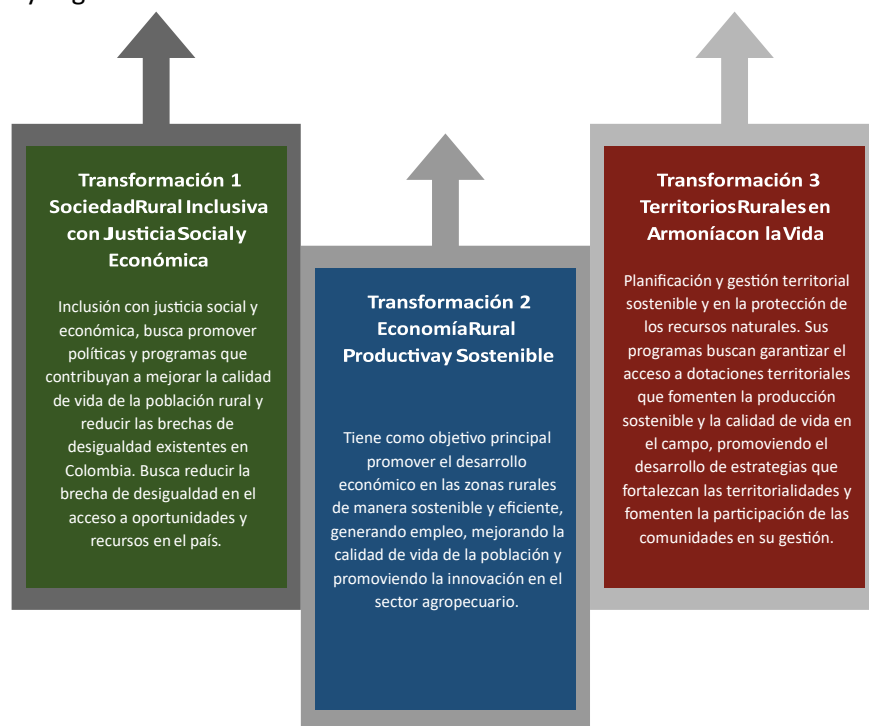 Transformación 1
SociedadRural Inclusiva
con JusticiaSocialy
Económica
Inclusión con justicia social y
económica, busca promover
políticas y programas que
contribuyan a mejorar la calidad
de vida de la población rural y
reducir las brechas de
desigualdad existentes en
Colombia. Busca reducir la
brecha de desigualdad en el
acceso a oportunidades y
recursos en el país.
Transformación 2
EconomíaRural
Productivay Sostenible
Tiene como objetivo principal
promover el desarrollo
económico en las zonas rurales
de manera sostenible y eficiente,
generando empleo, mejorando la
calidad de vida de la población y
promoviendo la innovación en el
sector agropecuario.
Transformación 3
TerritoriosRuralesen
Armoníacon laVida
Planificación y gestión territorial
sostenible y en la protección de
los recursos naturales. Sus
programas buscan garantizar el
acceso a dotaciones territoriales
que fomenten la producción
sostenible y la calidad de vida en
el campo, promoviendo el
desarrollo de estrategias que
fortalezcan las territorialidades y
fomenten la participación de las
comunidades en su gestión.